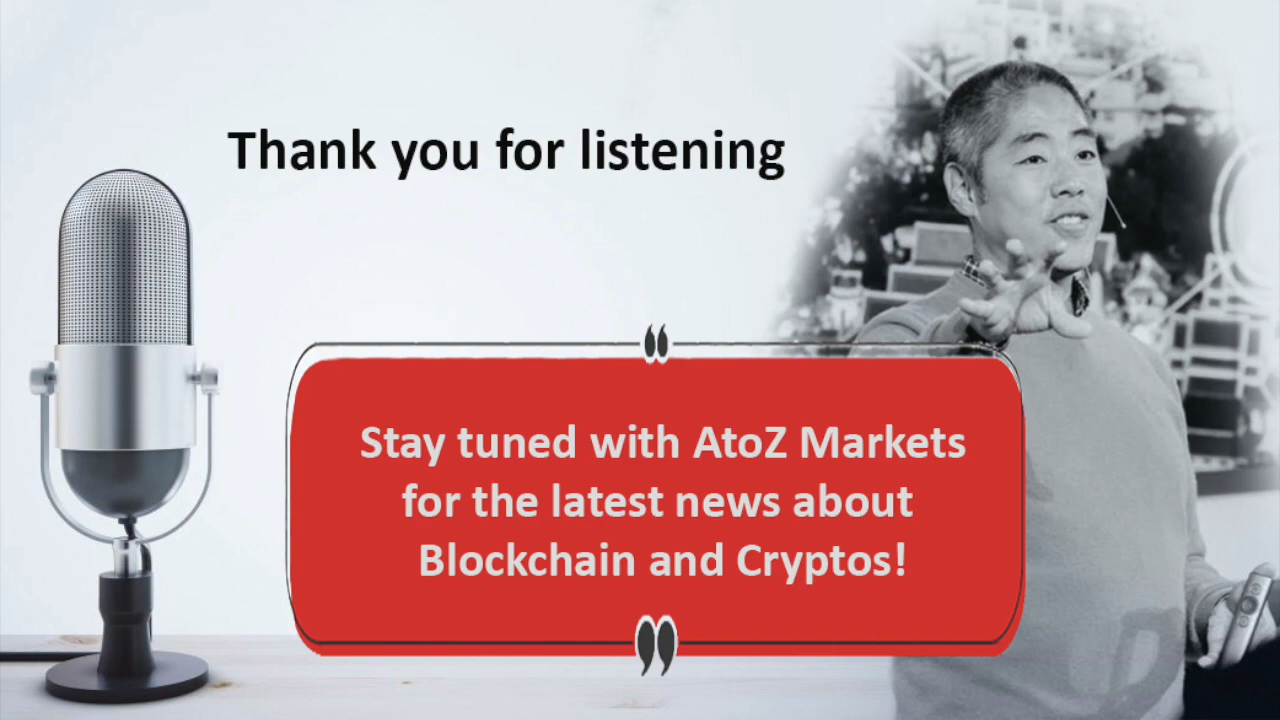 Thank you for listening
Stay tuned with AtoZ Markets
for the latest news about
Blockchain and Cryptos!